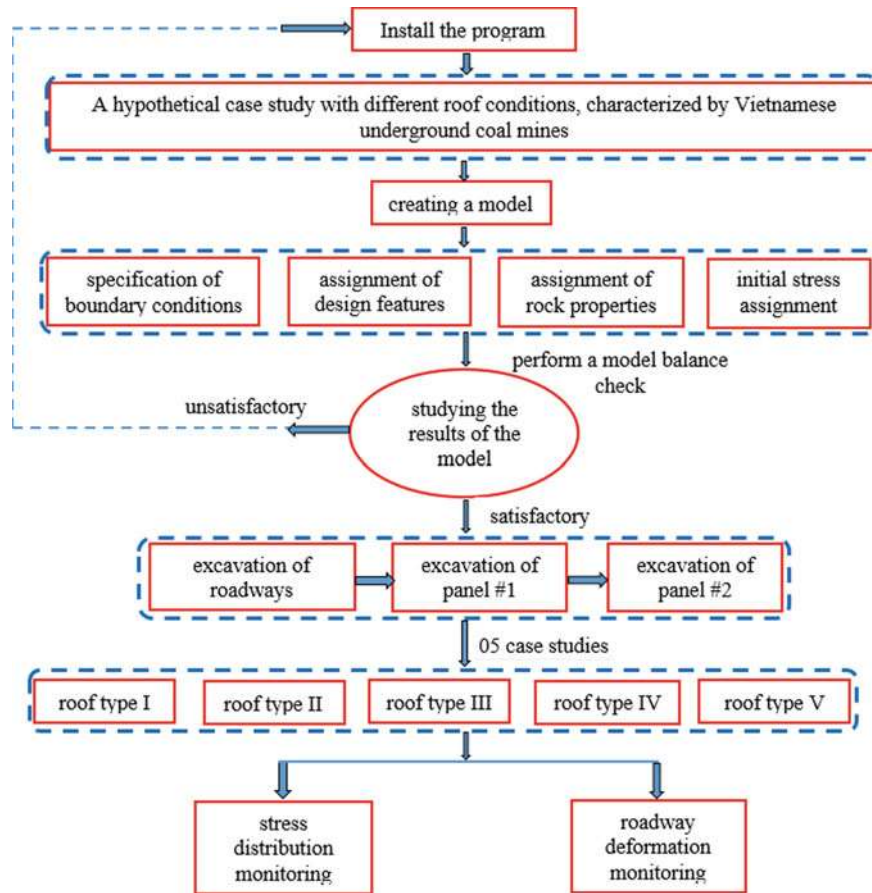 Install the program
A hypothetical case study with different roof conditions, characterized by Vietnamese
underground coal mines
creating a model
specification of
boundary conditions
assignment of
design features
assignment of
rock properties
initial stress
assignment
perform a model balance
check
unsatisfactory
studying the
results of the
model
satisfactory
excavation of
roadways
excavation of
panel #1
excavation of
panel #2
05 case studies
roof type I
roof type II
roof type III
roof type IV
roof type V
stress
distribution
monitoring
roadway
deformation
monitoring